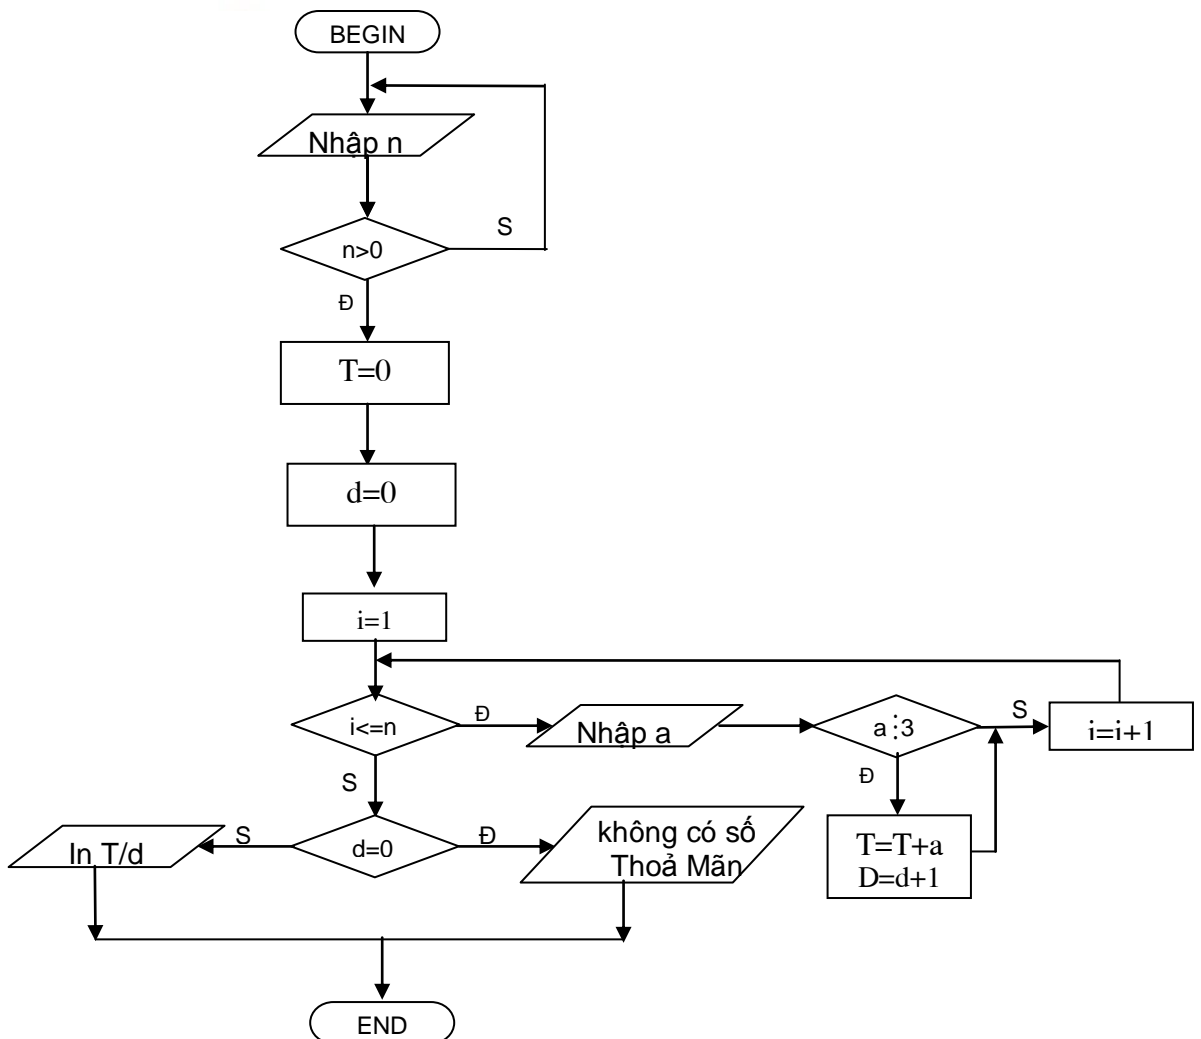 BEGIN
Nhập n
n>0
S
Đ
T=0
d=0
i=1
i<=n
Đ
Nhập a
a⋮3
S
i=i+1
Đ
T=T+a
D=d+1
S
d=0
S
In T/d
Đ
không có số
Thoả Mãn
END